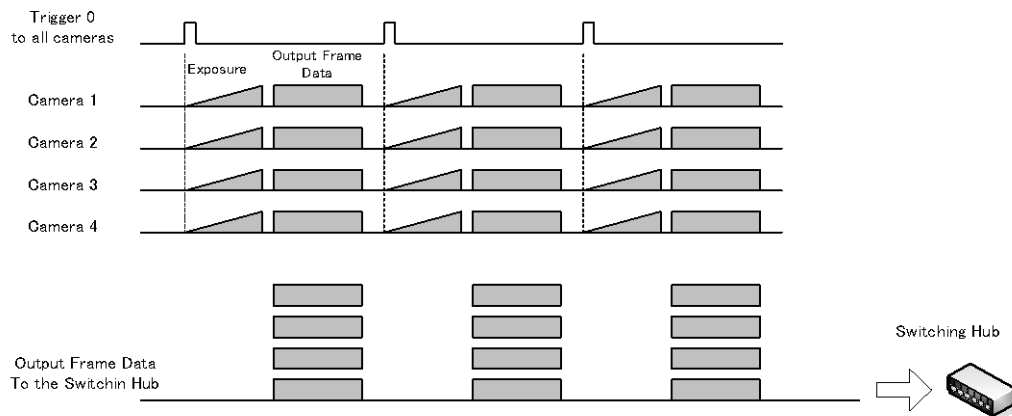 Trigger 0
to all cameras
Exposure
Output Frame
Data
Camera 1
Camera 2
Camera 3
Camera 4
Switching Hub
Output Frame Data
To the Switchin Hub